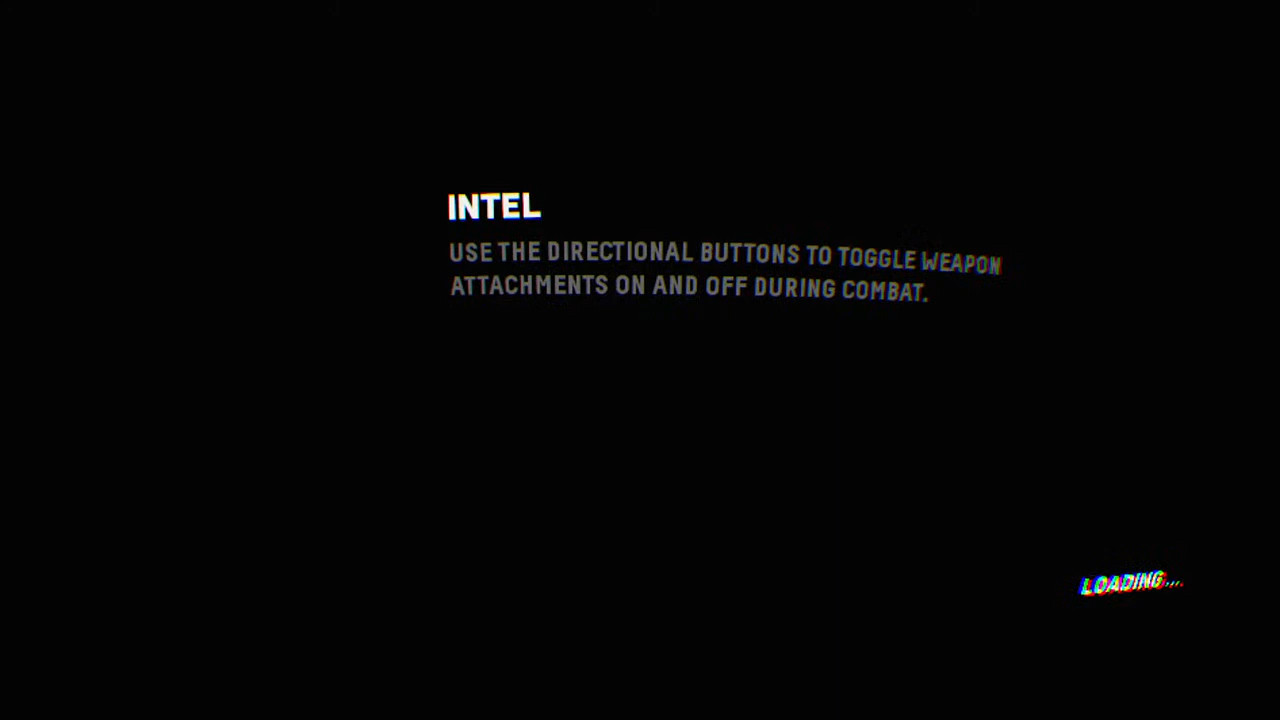 INTEL
USE THE DIRECTIONAL BUTTONS TO TOGGLE WEAPON
ATTACHMENTS ON AND OFF DURING COMBAT.
LOADING...